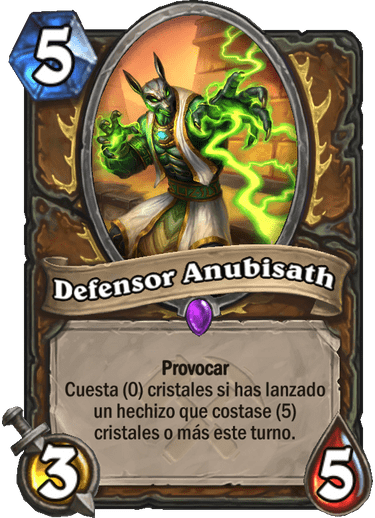 5
Defensor Anubisath
Provocar
Cuesta (0) cristales si has lanzado
un hechizo que costase (5)
cristales o más este turno.
3
5